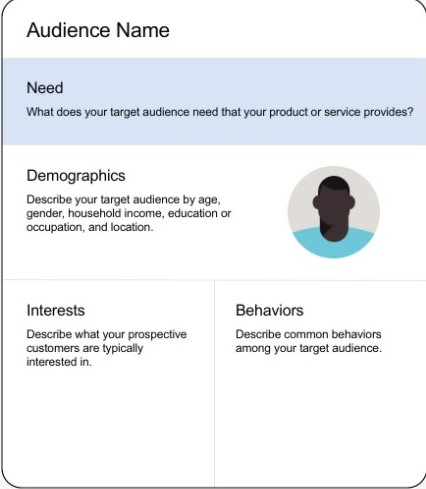 Audience Name
Need
What does your target audience need that your product or service provides?
Demographics
Describe your target audience by age,
gender, household income, education or
occupation, and location.
Interests
Describe what your prospective
customers are typically
interested in.
Behaviors
Describe common behaviors
among your target audience.